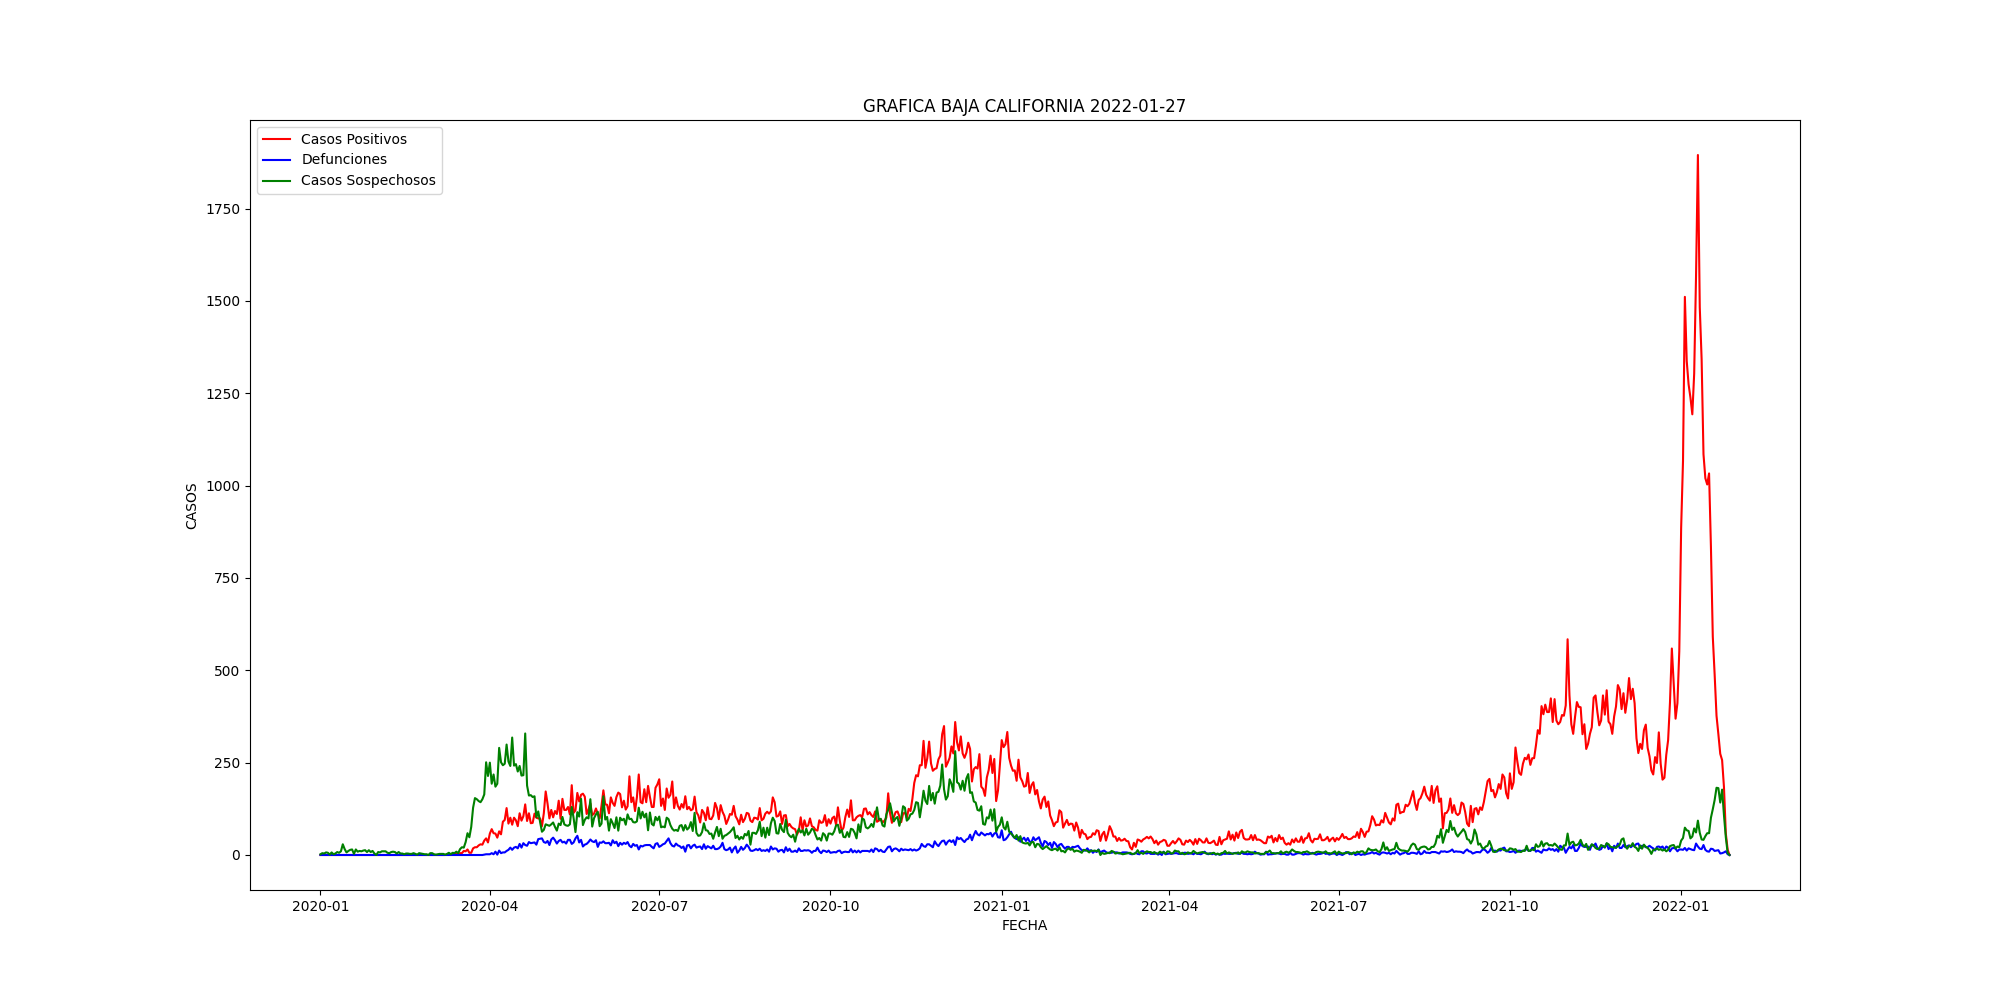 GRAFICA BAJA CALIFORNIA 2022-01-27
Casos Positivos
Defunciones
Casos Sospechosos
1750
1500
1250
1000
750
500
250
0
CASOS
2020-01
2020-04
2020-07
2020-10
2021-01
2021-04
2021-07
2021-10
2022-01
FECHA